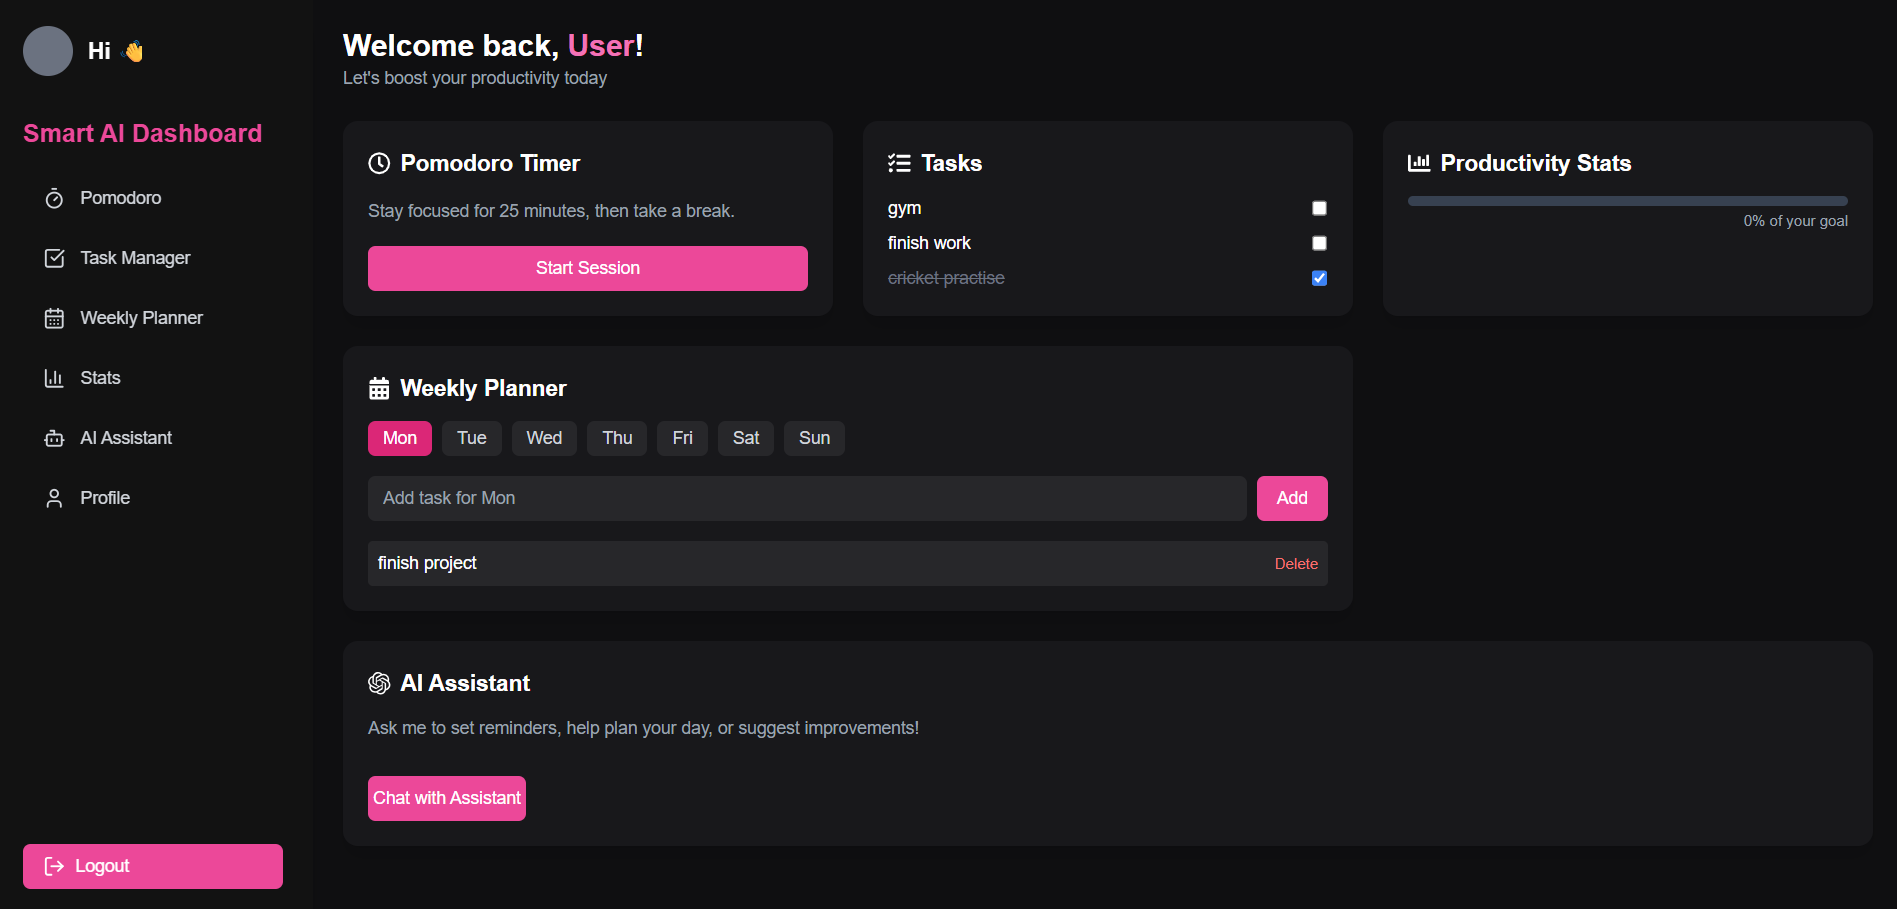 Hi 👋
Smart AI Dashboard
Pomodoro
Task Manager
Weekly Planner
Stats
AI Assistant
Profile
Logout
Welcome back, User!
Let's boost your productivity today
Pomodoro Timer
Stay focused for 25 minutes, then take a break.
Start Session
Tasks
gym
finish work
cricket practise
Productivity Stats
0% of your goal
Weekly Planner
Mon Tue Wed Thu Fri Sat Sun
Add task for Mon Add
finish project Delete
AI Assistant
Ask me to set reminders, help plan your day, or suggest improvements!
Chat with Assistant